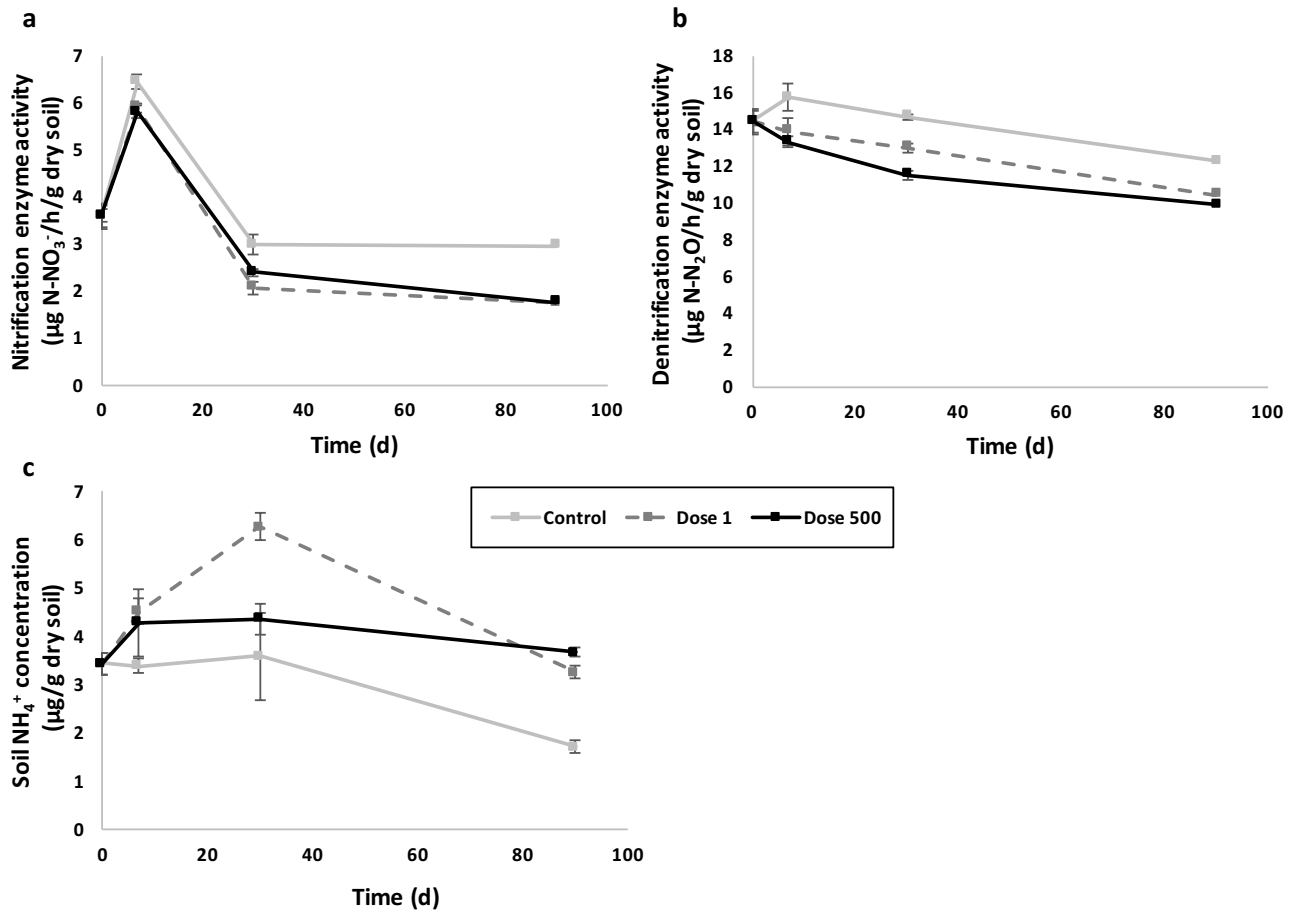 a
Nitrification enzyme activity
(µg N-NO₃⁻/h/g dry soil)
7
6
5
4
3
2
1
0
0 20 40 60 80 100
Time (d)
b
Denitrification enzyme activity
(µg N-N₂O/h/g dry soil)
18
16
14
12
10
8
6
4
2
0
0 20 40 60 80 100
Time (d)
c
Soil NH₄⁺ concentration
(µg/g dry soil)
7
6
5
4
3
2
1
0
0 20 40 60 80 100
Time (d)
Control Dose 1 Dose 500